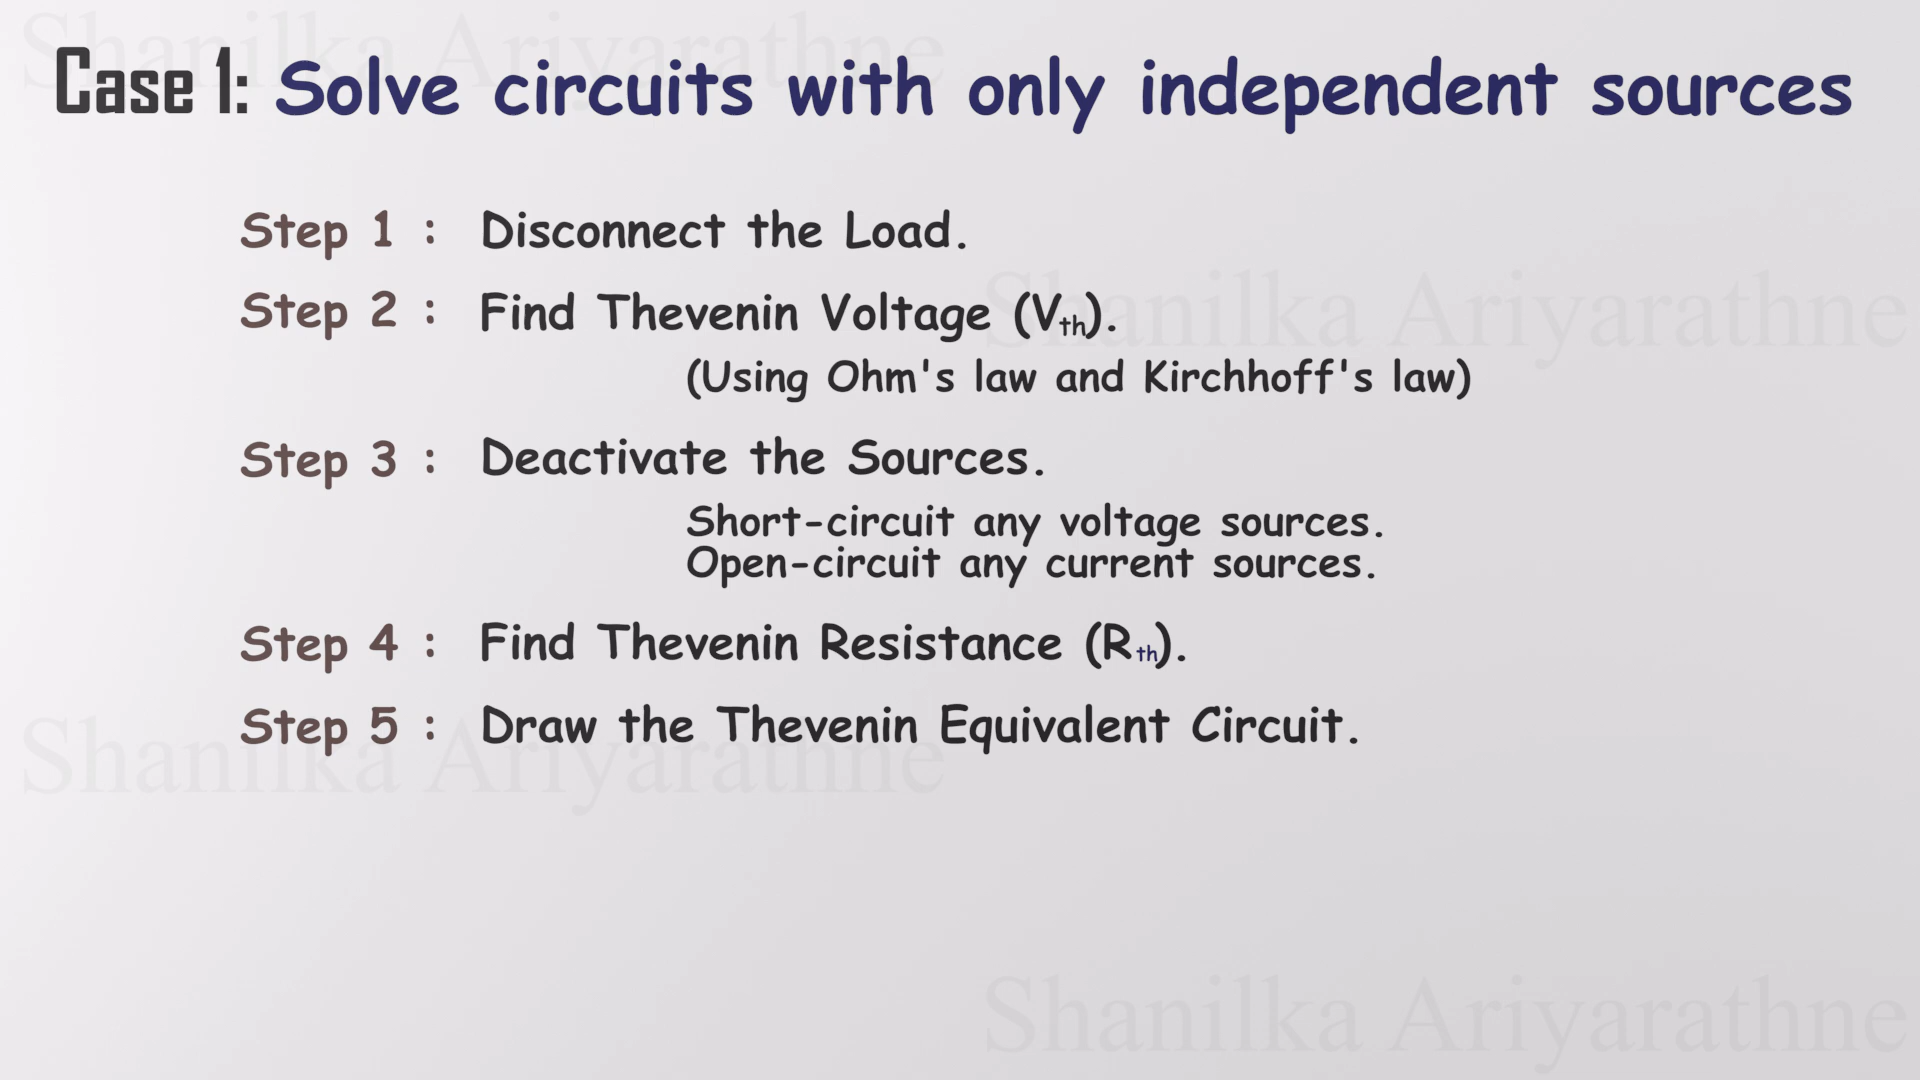 Shanilka Ariyarathne
Case 1: Solve circuits with only independent sources
Step 1 : Disconnect the Load.
Shanilka Ariyarathne
Step 2 : Find Thevenin Voltage (Vth).
(Using Ohm's law and Kirchhoff's law)
Step 3 : Deactivate the Sources.
Short-circuit any voltage sources.
Open-circuit any current sources.
Step 4 : Find Thevenin Resistance (Rth).
Step 5 : Draw the Thevenin Equivalent Circuit.
Shanilka Ariyarathne
Shanilka Ariyarathne